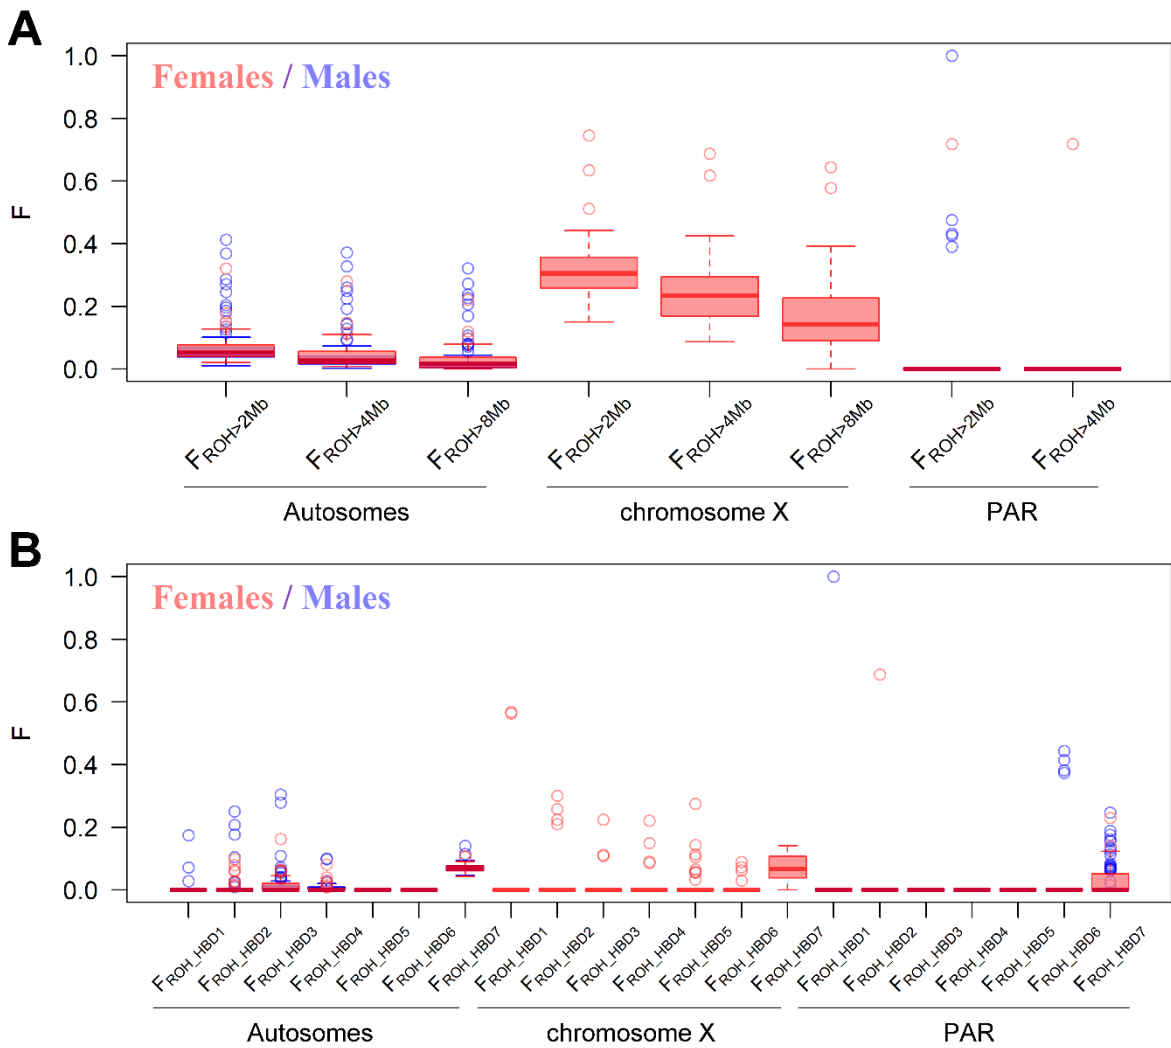 A
Females / Males
1.0
0.8
0.6
0.4
0.2
0.0
F
FROH>2Mb
FROH>4Mb
FROH>8Mb
FROH>2Mb
FROH>4Mb
FROH>8Mb
FROH>2Mb
FROH>4Mb
Autosomes
chromosome X
PAR
B
Females / Males
1.0
0.8
0.6
0.4
0.2
0.0
F
FROH_HBD1
FROH_HBD2
FROH_HBD3
FROH_HBD4
FROH_HBD5
FROH_HBD6
FROH_HBD7
FROH_HBD1
FROH_HBD2
FROH_HBD3
FROH_HBD4
FROH_HBD5
FROH_HBD6
FROH_HBD7
FROH_HBD1
FROH_HBD2
FROH_HBD3
FROH_HBD4
FROH_HBD5
FROH_HBD6
FROH_HBD7
Autosomes
chromosome X
PAR